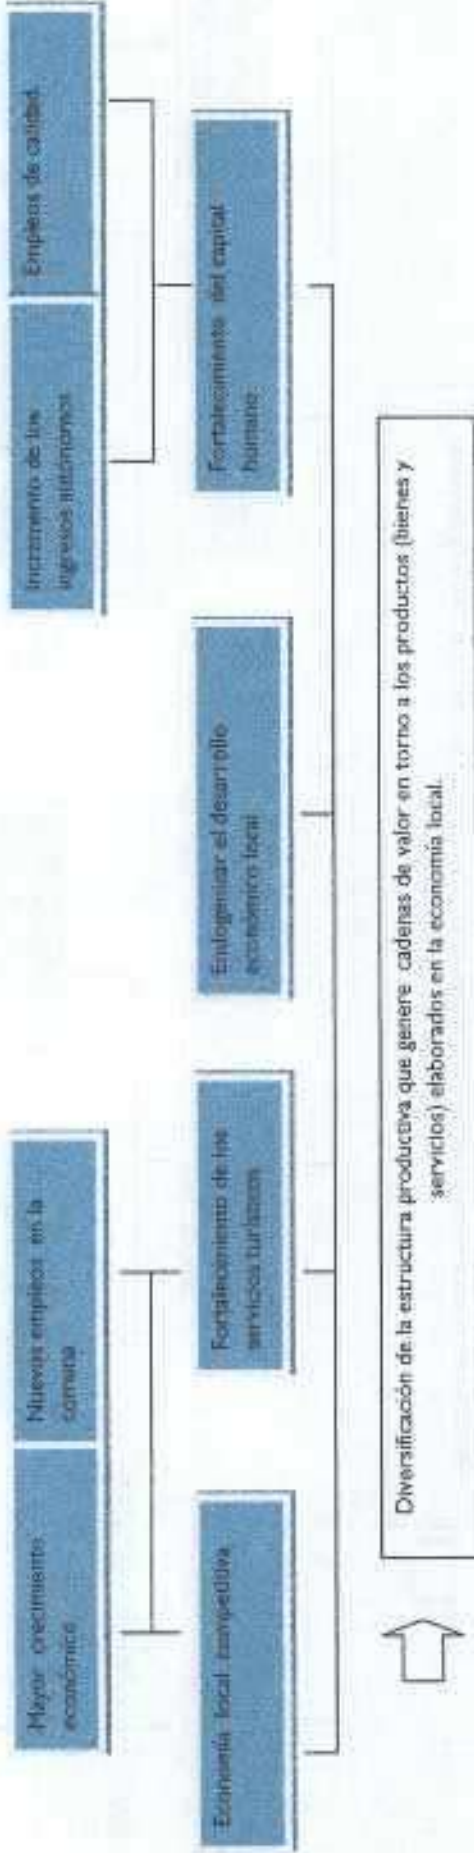 Mayor crecimiento
económico
Nuevos empleos en la
comuna
Incremento de los
ingresos autónomos
Empleos de calidad
Economía local competitiva
Fortalecimiento de los
servicios turísticos
Endogenizar el desarrollo
económico local
Fortalecimiento del capital
humano
Diversificación de la estructura productiva que genere cadenas de valor en torno a los productos (bienes y
servicios) elaborados en la economía local.